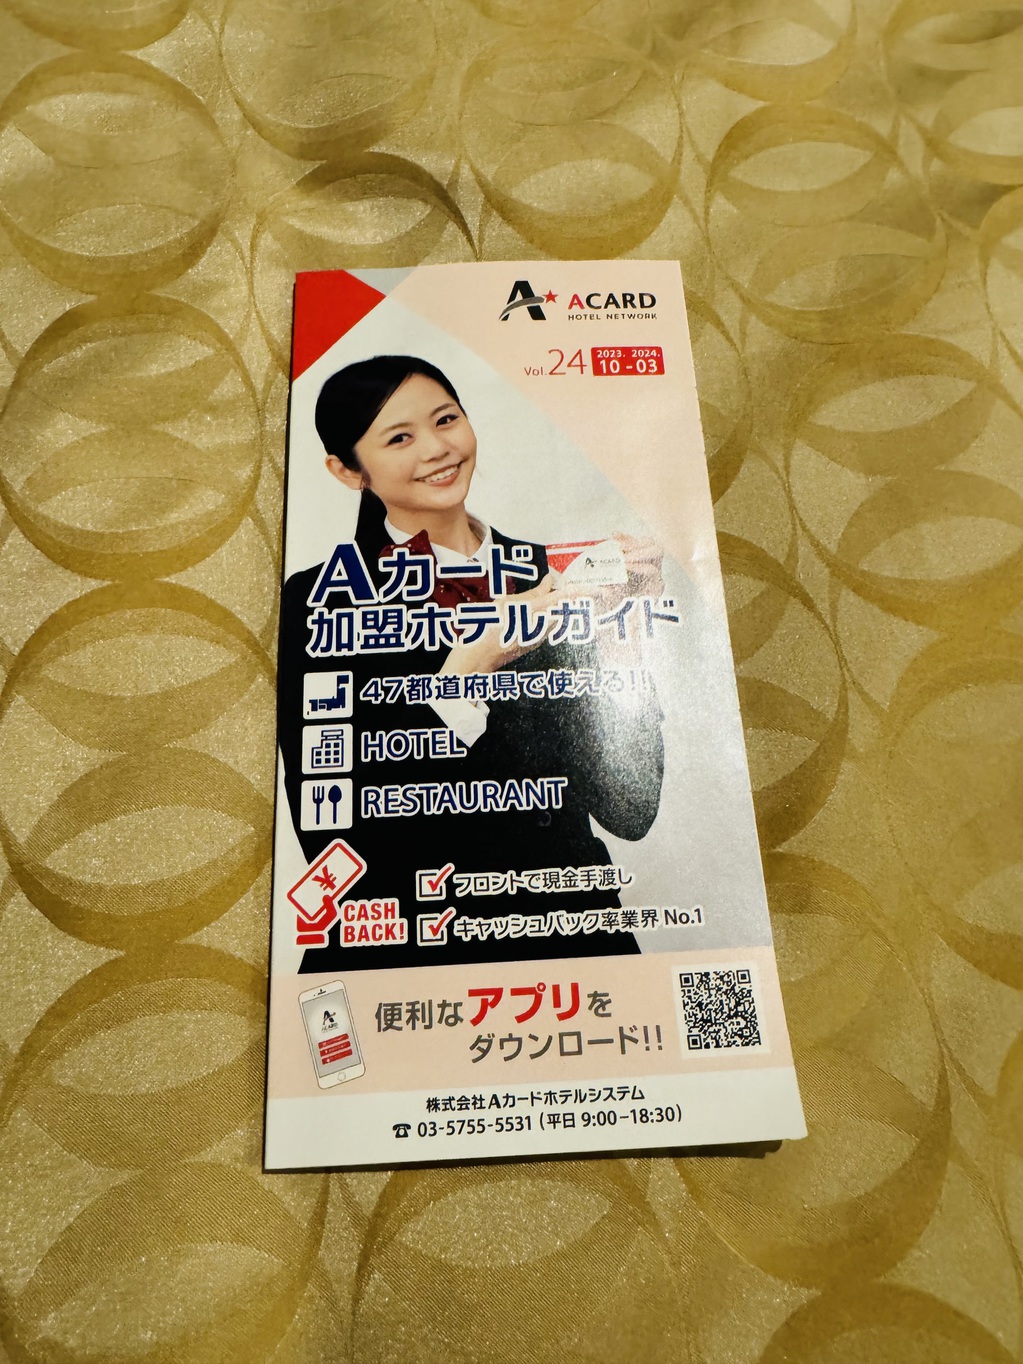 A ACARD
HOTEL NETWORK
Vol.24 2023. 2024.
10-03
Aカード
加盟ホテルガイド
47都道府県で使える!!
HOTEL
RESTAURANT
CASH
BACK!
フロントで現金手渡し
キャッシュバック率業界No.1
便利なアプリを
ダウンロード!!
株式会社Aカードホテルシステム
☎ 03-5755-5531(平日 9:00-18:30)